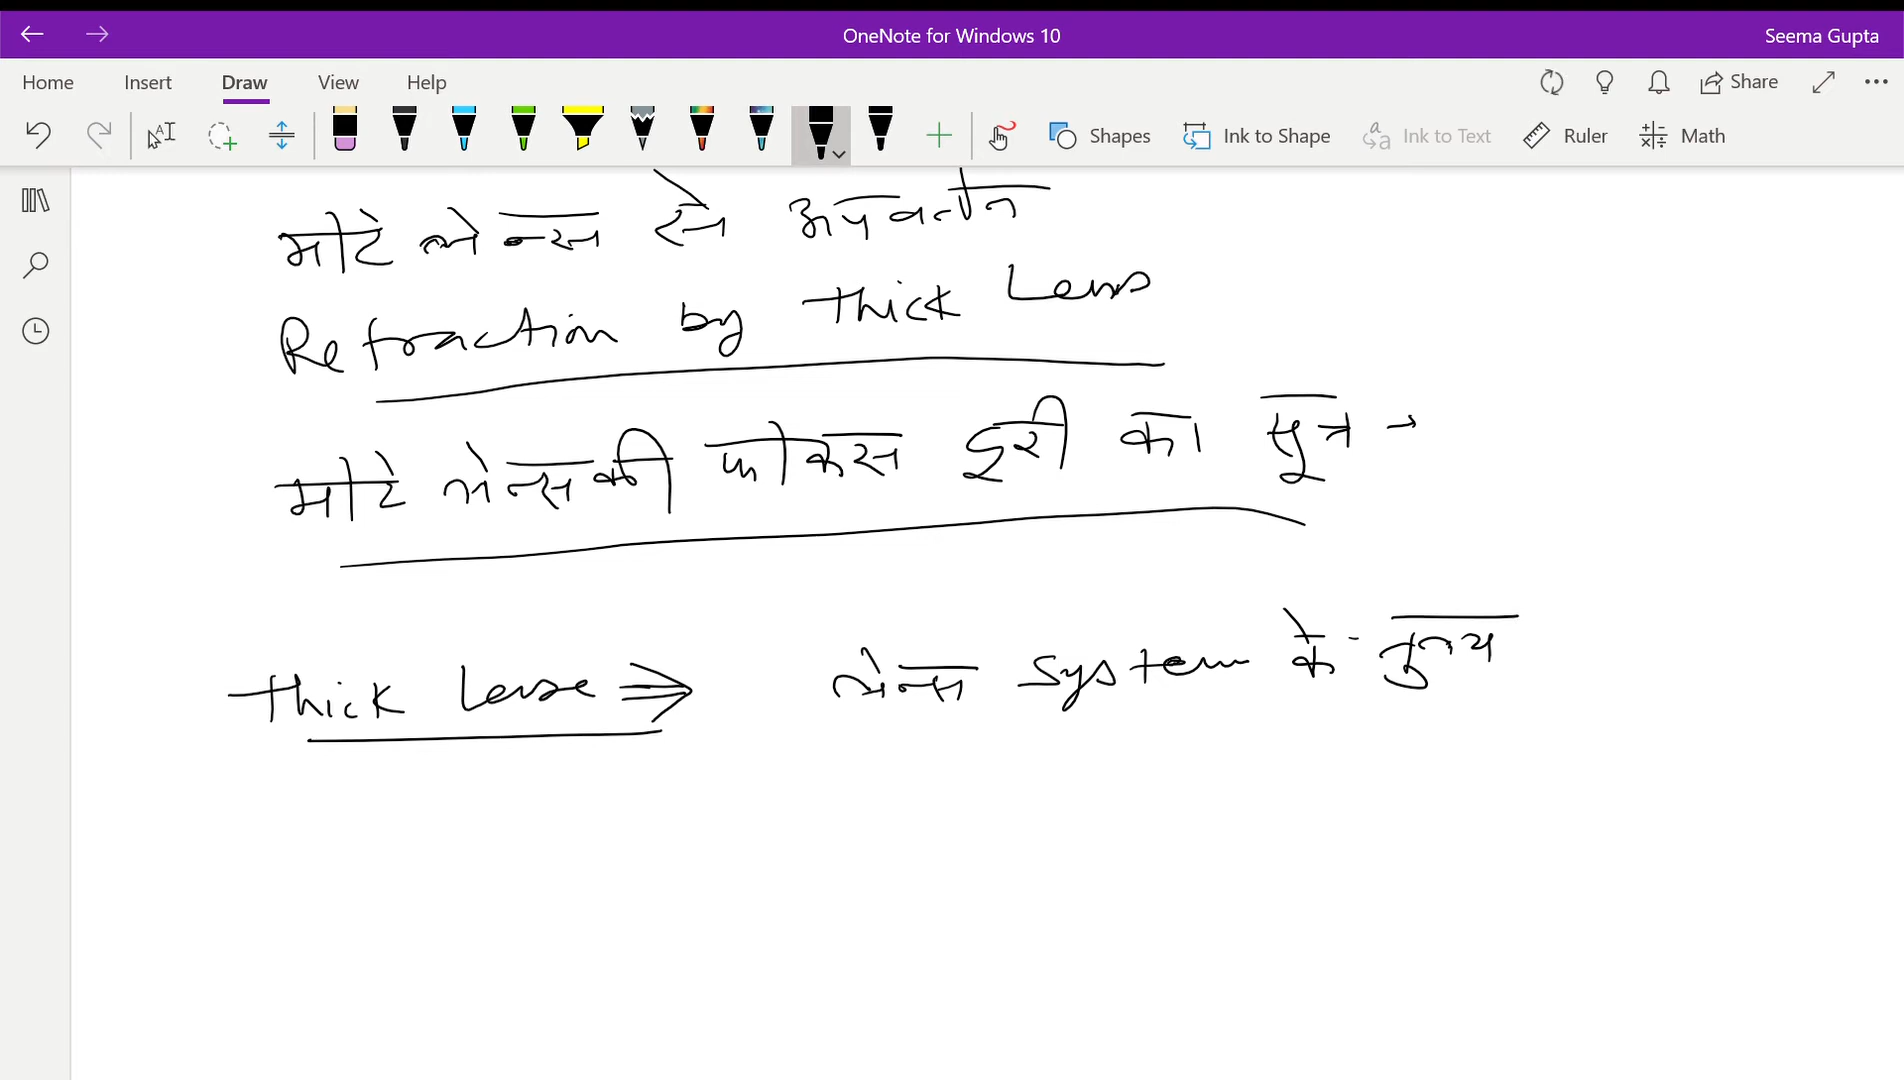 OneNote for Windows 10 Seema Gupta
Home Insert Draw View Help Share
Shapes Ink to Shape Ink to Text Ruler Math
मोटे लेन्स से अपवर्तन
Refraction by thick Lens
मोटे लेन्स की फोकस दूरी का सूत्र →
thick Lense ⇒ लेन्स system के